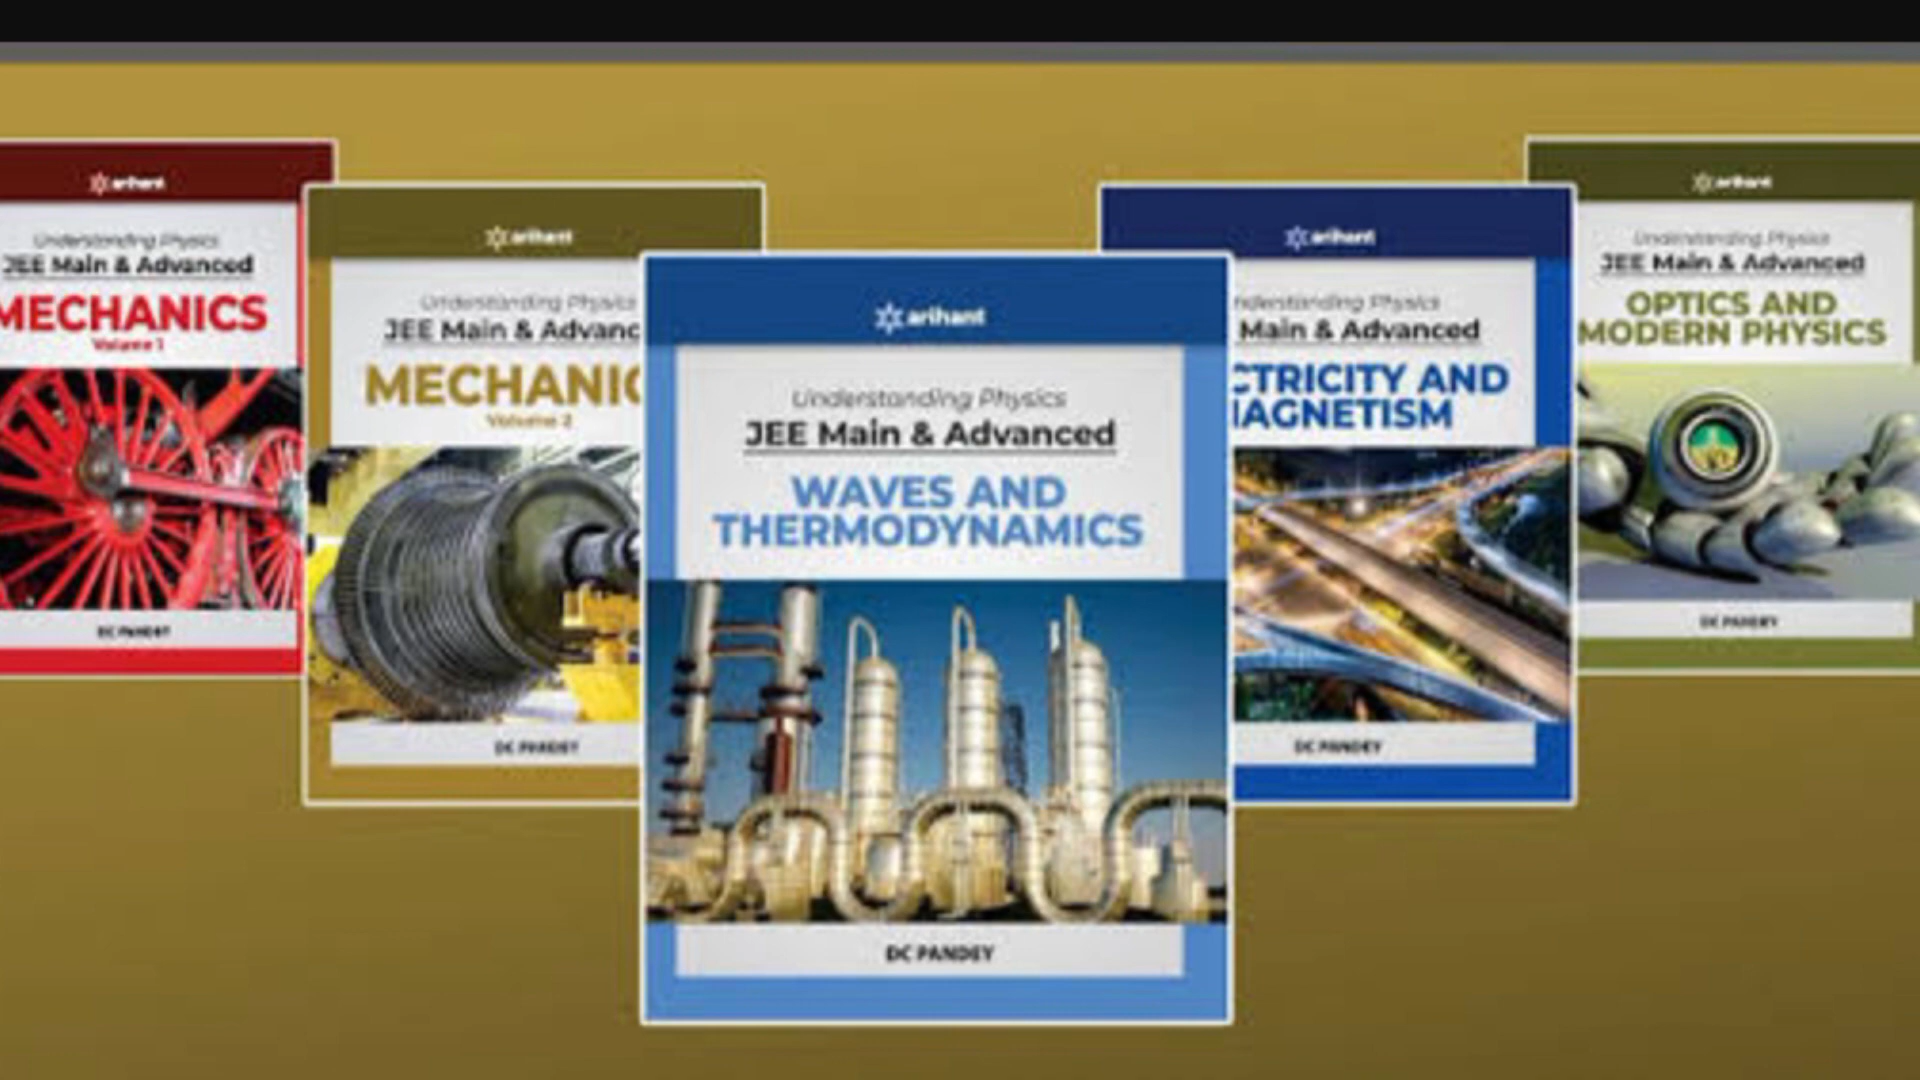 arihant
Understanding Physics
JEE Main & Advanced
MECHANICS
Volume 1
DC PANDEY
arihant
Understanding Physics
JEE Main & Advanc
MECHANIC
Volume 2
DC PANDEY
arihant
Understanding Physics
JEE Main & Advanced
WAVES AND
THERMODYNAMICS
DC PANDEY
arihant
nderstanding Physics
Main & Advanced
CTRICITY AND
AGNETISM
DC PANDEY
arihant
Understanding Physics
JEE Main & Advanced
OPTICS AND
MODERN PHYSICS
DC PANDEY